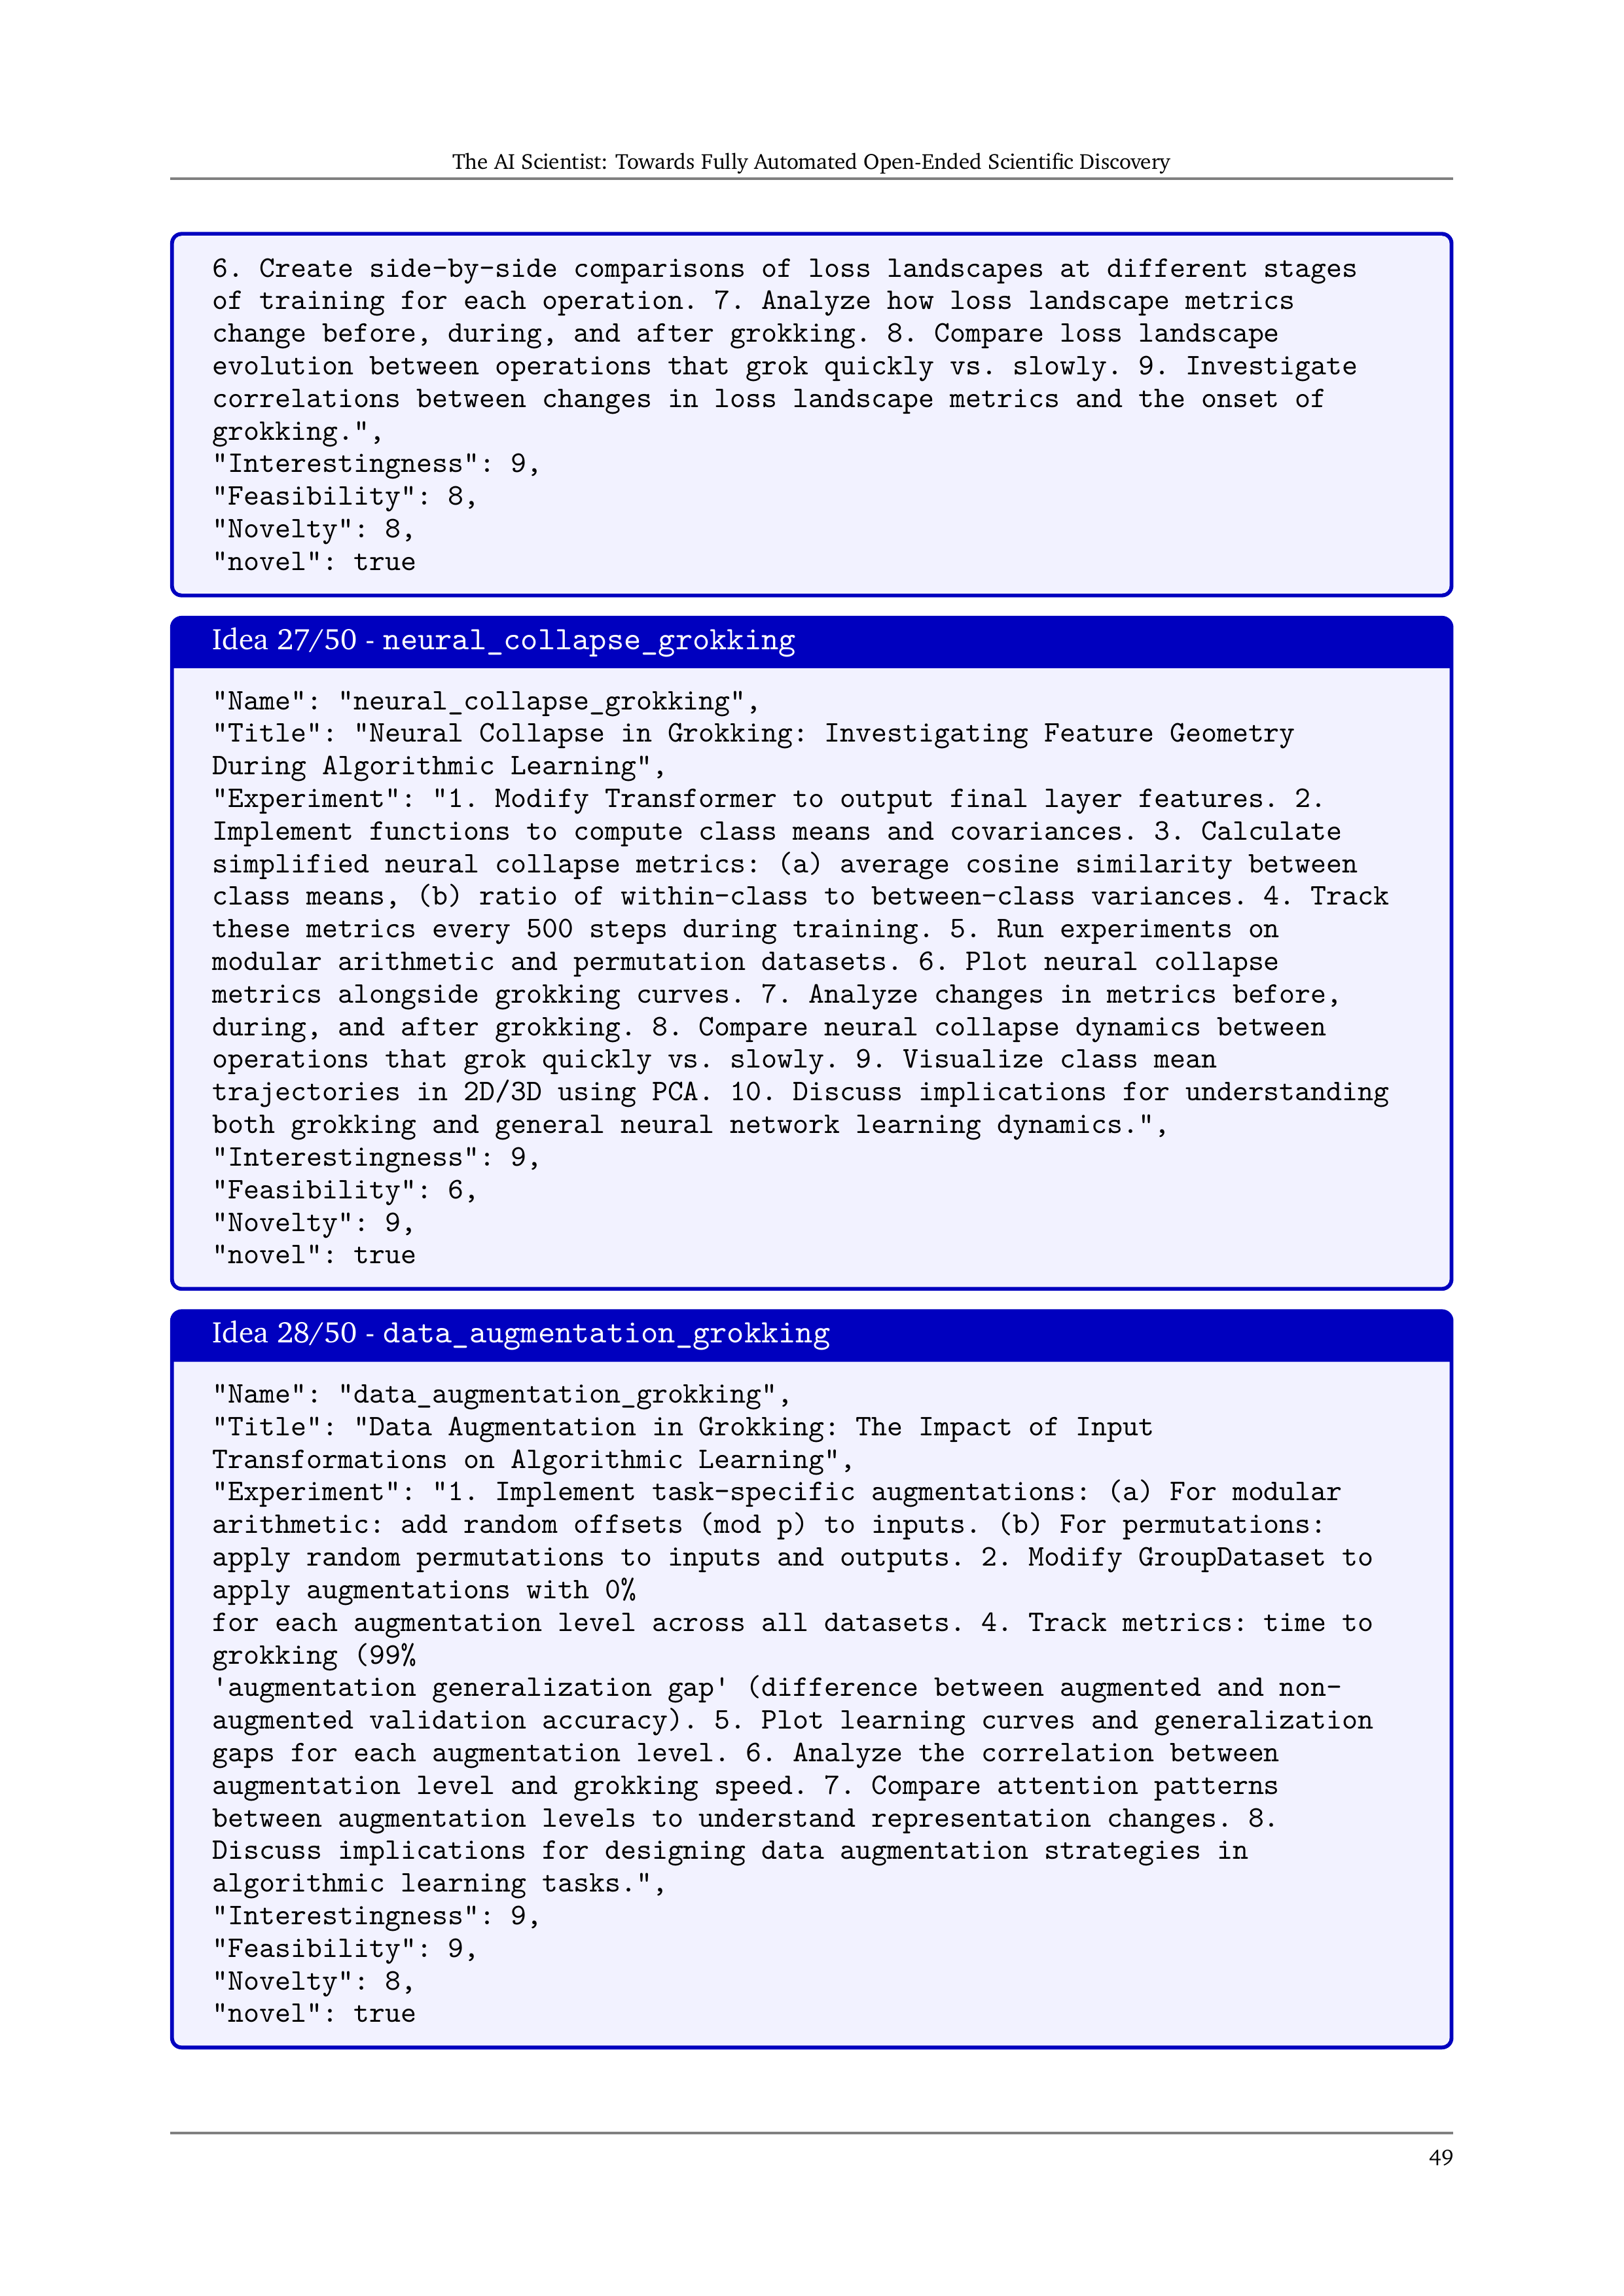 The AI Scientist: Towards Fully Automated Open-Ended Scientific Discovery
6. Create side-by-side comparisons of loss landscapes at different stages
of training for each operation. 7. Analyze how loss landscape metrics
change before, during, and after grokking. 8. Compare loss landscape
evolution between operations that grok quickly vs. slowly. 9. Investigate
correlations between changes in loss landscape metrics and the onset of
grokking.",
"Interestingness": 9,
"Feasibility": 8,
"Novelty": 8,
"novel": true
Idea 27/50 - neural_collapse_grokking
"Name": "neural_collapse_grokking",
"Title": "Neural Collapse in Grokking: Investigating Feature Geometry
During Algorithmic Learning",
"Experiment": "1. Modify Transformer to output final layer features. 2.
Implement functions to compute class means and covariances. 3. Calculate
simplified neural collapse metrics: (a) average cosine similarity between
class means, (b) ratio of within-class to between-class variances. 4. Track
these metrics every 500 steps during training. 5. Run experiments on
modular arithmetic and permutation datasets. 6. Plot neural collapse
metrics alongside grokking curves. 7. Analyze changes in metrics before,
during, and after grokking. 8. Compare neural collapse dynamics between
operations that grok quickly vs. slowly. 9. Visualize class mean
trajectories in 2D/3D using PCA. 10. Discuss implications for understanding
both grokking and general neural network learning dynamics.",
"Interestingness": 9,
"Feasibility": 6,
"Novelty": 9,
"novel": true
Idea 28/50 - data_augmentation_grokking
"Name": "data_augmentation_grokking",
"Title": "Data Augmentation in Grokking: The Impact of Input
Transformations on Algorithmic Learning",
"Experiment": "1. Implement task-specific augmentations: (a) For modular
arithmetic: add random offsets (mod p) to inputs. (b) For permutations:
apply random permutations to inputs and outputs. 2. Modify GroupDataset to
apply augmentations with 0%
for each augmentation level across all datasets. 4. Track metrics: time to
grokking (99%
'augmentation generalization gap' (difference between augmented and non-
augmented validation accuracy). 5. Plot learning curves and generalization
gaps for each augmentation level. 6. Analyze the correlation between
augmentation level and grokking speed. 7. Compare attention patterns
between augmentation levels to understand representation changes. 8.
Discuss implications for designing data augmentation strategies in
algorithmic learning tasks.",
"Interestingness": 9,
"Feasibility": 9,
"Novelty": 8,
"novel": true
49